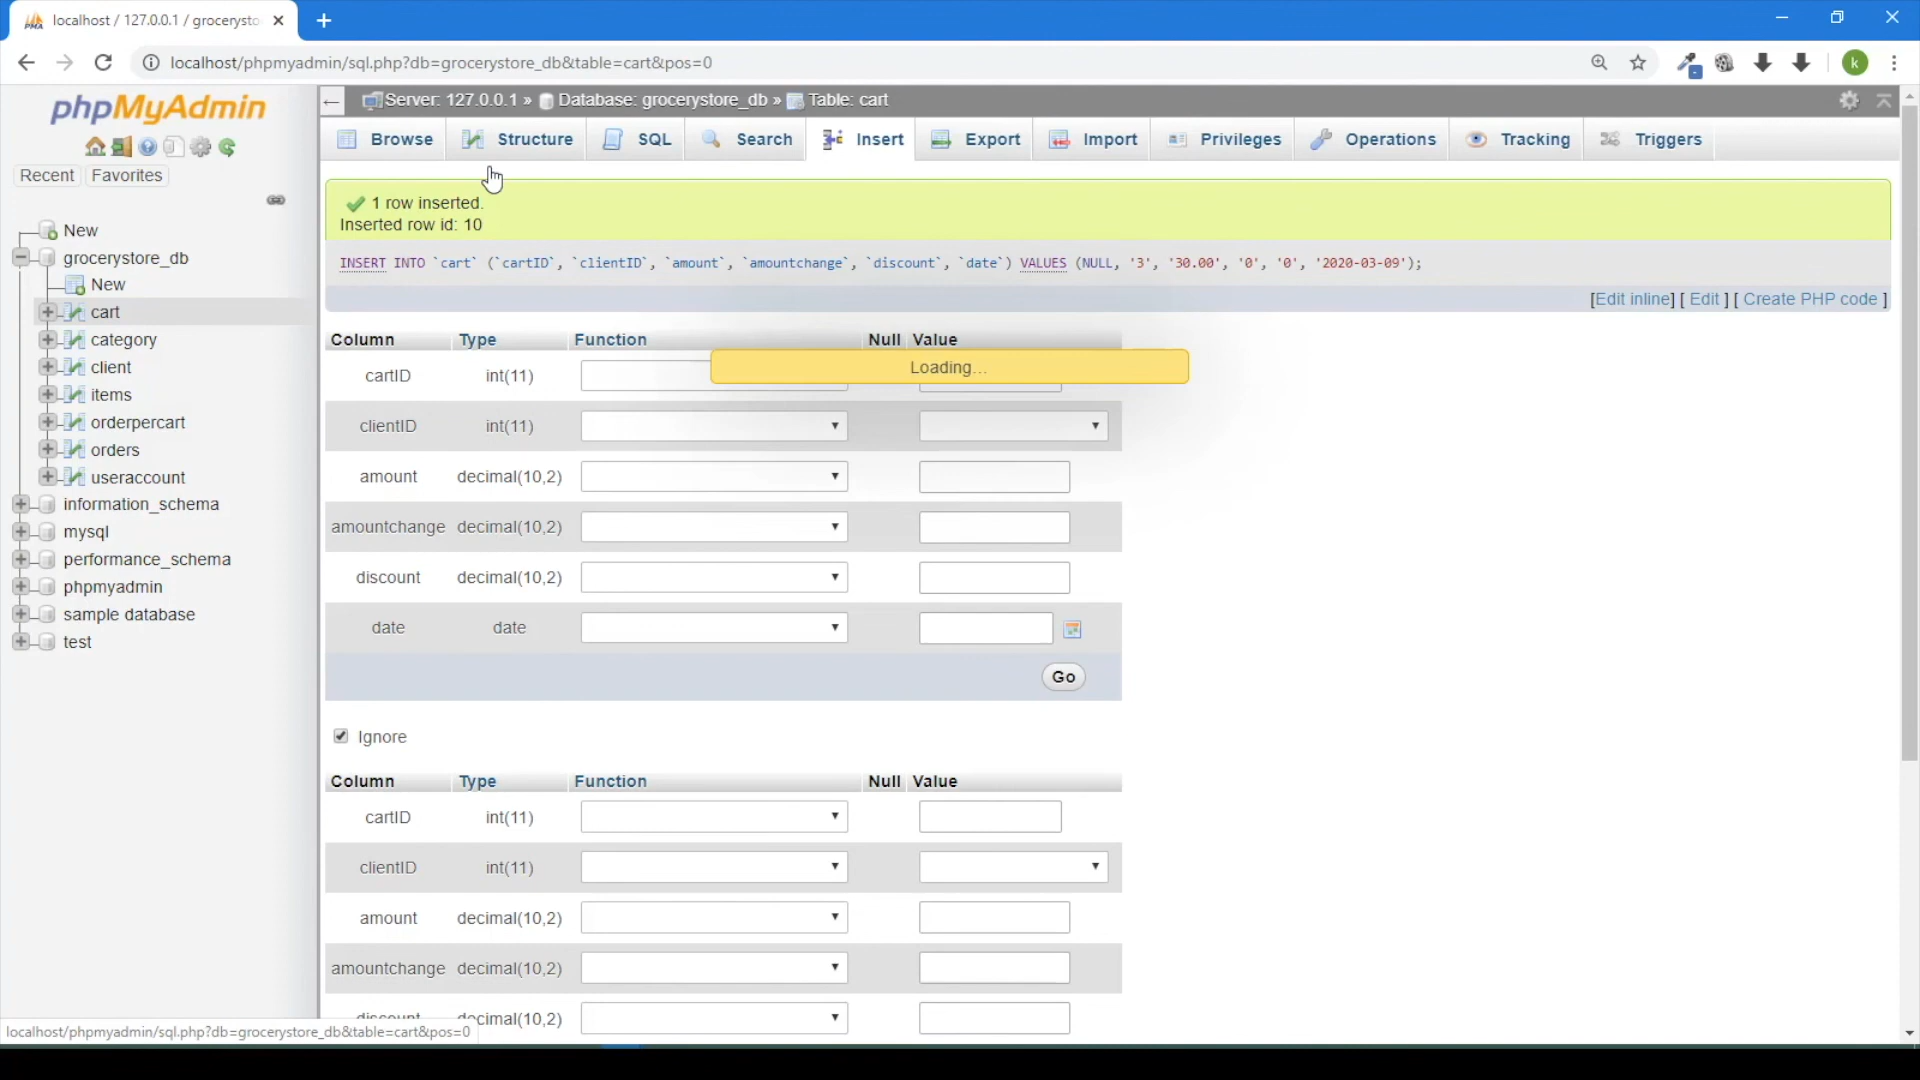 localhost / 127.0.0.1 / grocerysto
localhost/phpmyadmin/sql.php?db=grocerystore_db&table=cart&pos=0
k
phpMyAdmin
Recent Favorites
New
grocerystore_db
New
cart
category
client
items
orderpercart
orders
useraccount
information_schema
mysql
performance_schema
phpmyadmin
sample database
test
Server: 127.0.0.1 » Database: grocerystore_db » Table: cart
Browse Structure SQL Search Insert Export Import Privileges Operations Tracking Triggers
1 row inserted.
Inserted row id: 10
INSERT INTO `cart` (`cartID`, `clientID`, `amount`, `amountchange`, `discount`, `date`) VALUES (NULL, '3', '30.00', '0', '0', '2020-03-09');
[Edit inline] [ Edit ] [ Create PHP code ]
Column Type Function Null Value
Loading…
cartID int(11)
clientID int(11)
amount decimal(10,2)
amountchange decimal(10,2)
discount decimal(10,2)
date date
Go
Ignore
Column Type Function Null Value
cartID int(11)
clientID int(11)
amount decimal(10,2)
amountchange decimal(10,2)
discount decimal(10,2)
localhost/phpmyadmin/sql.php?db=grocerystore_db&table=cart&pos=0